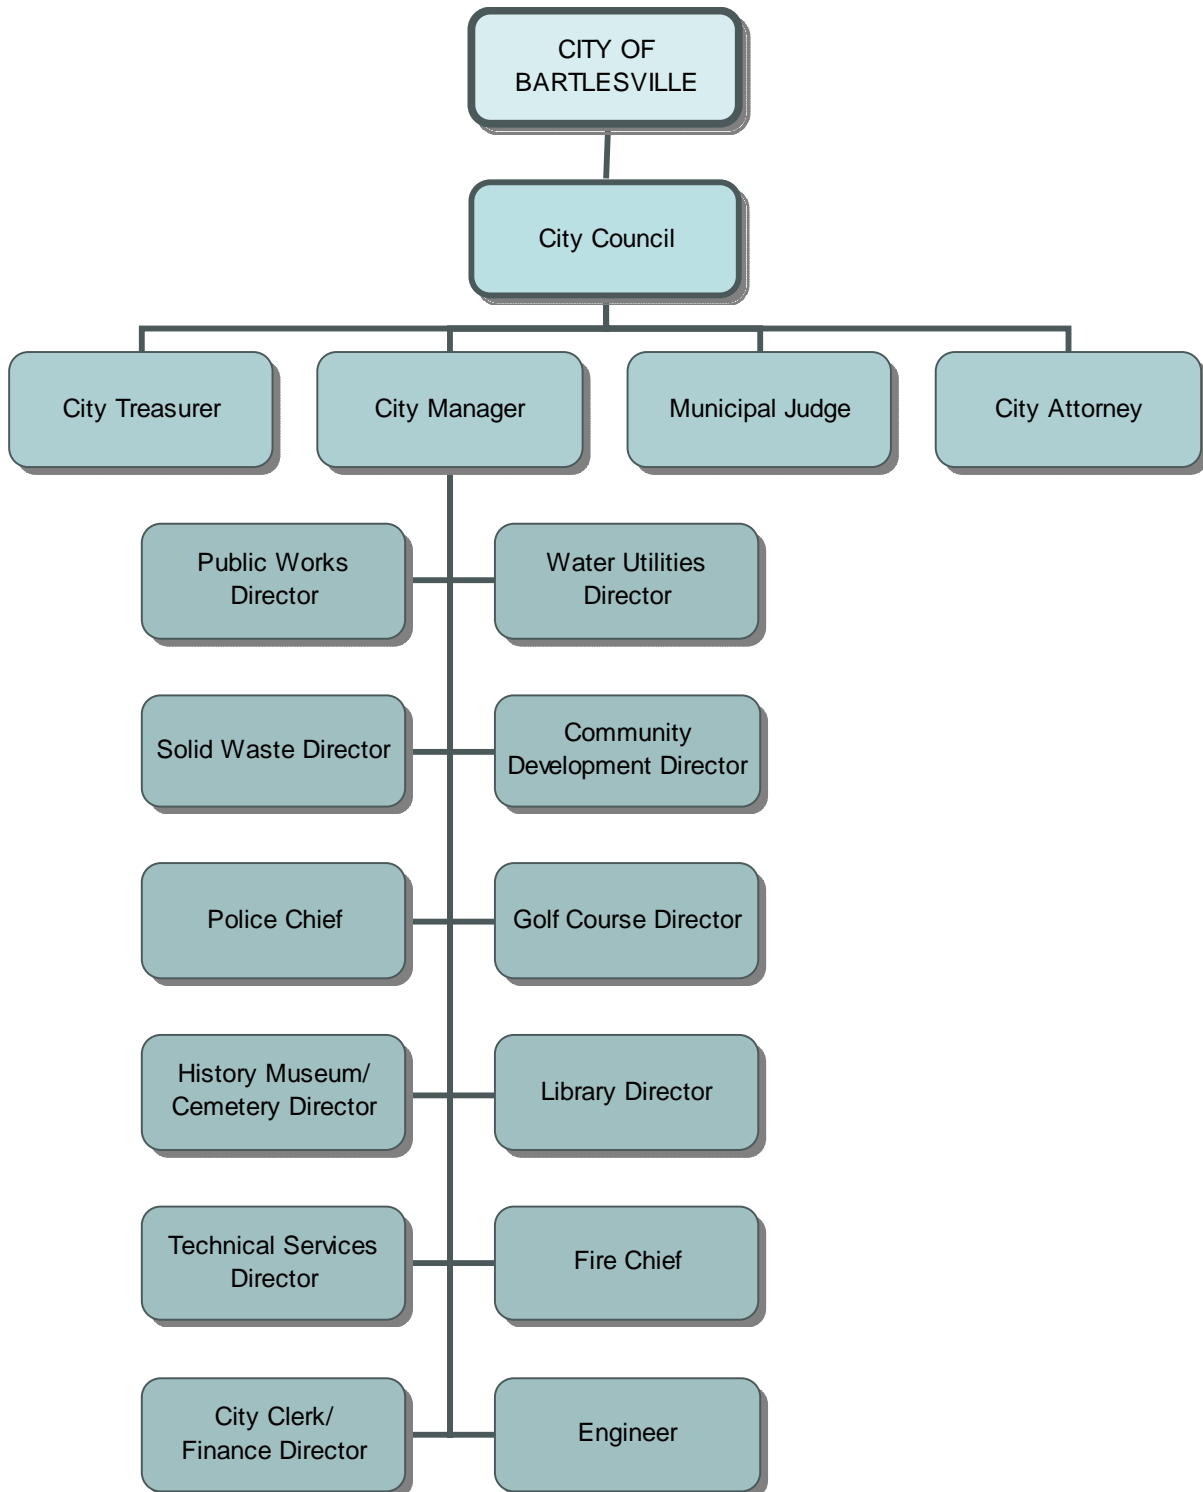 CITY OF
BARTLESVILLE
City Council
City Treasurer
City Manager
Municipal Judge
City Attorney
Public Works
Director
Water Utilities
Director
Solid Waste Director
Community
Development Director
Police Chief
Golf Course Director
History Museum/
Cemetery Director
Library Director
Technical Services
Director
Fire Chief
City Clerk/
Finance Director
Engineer